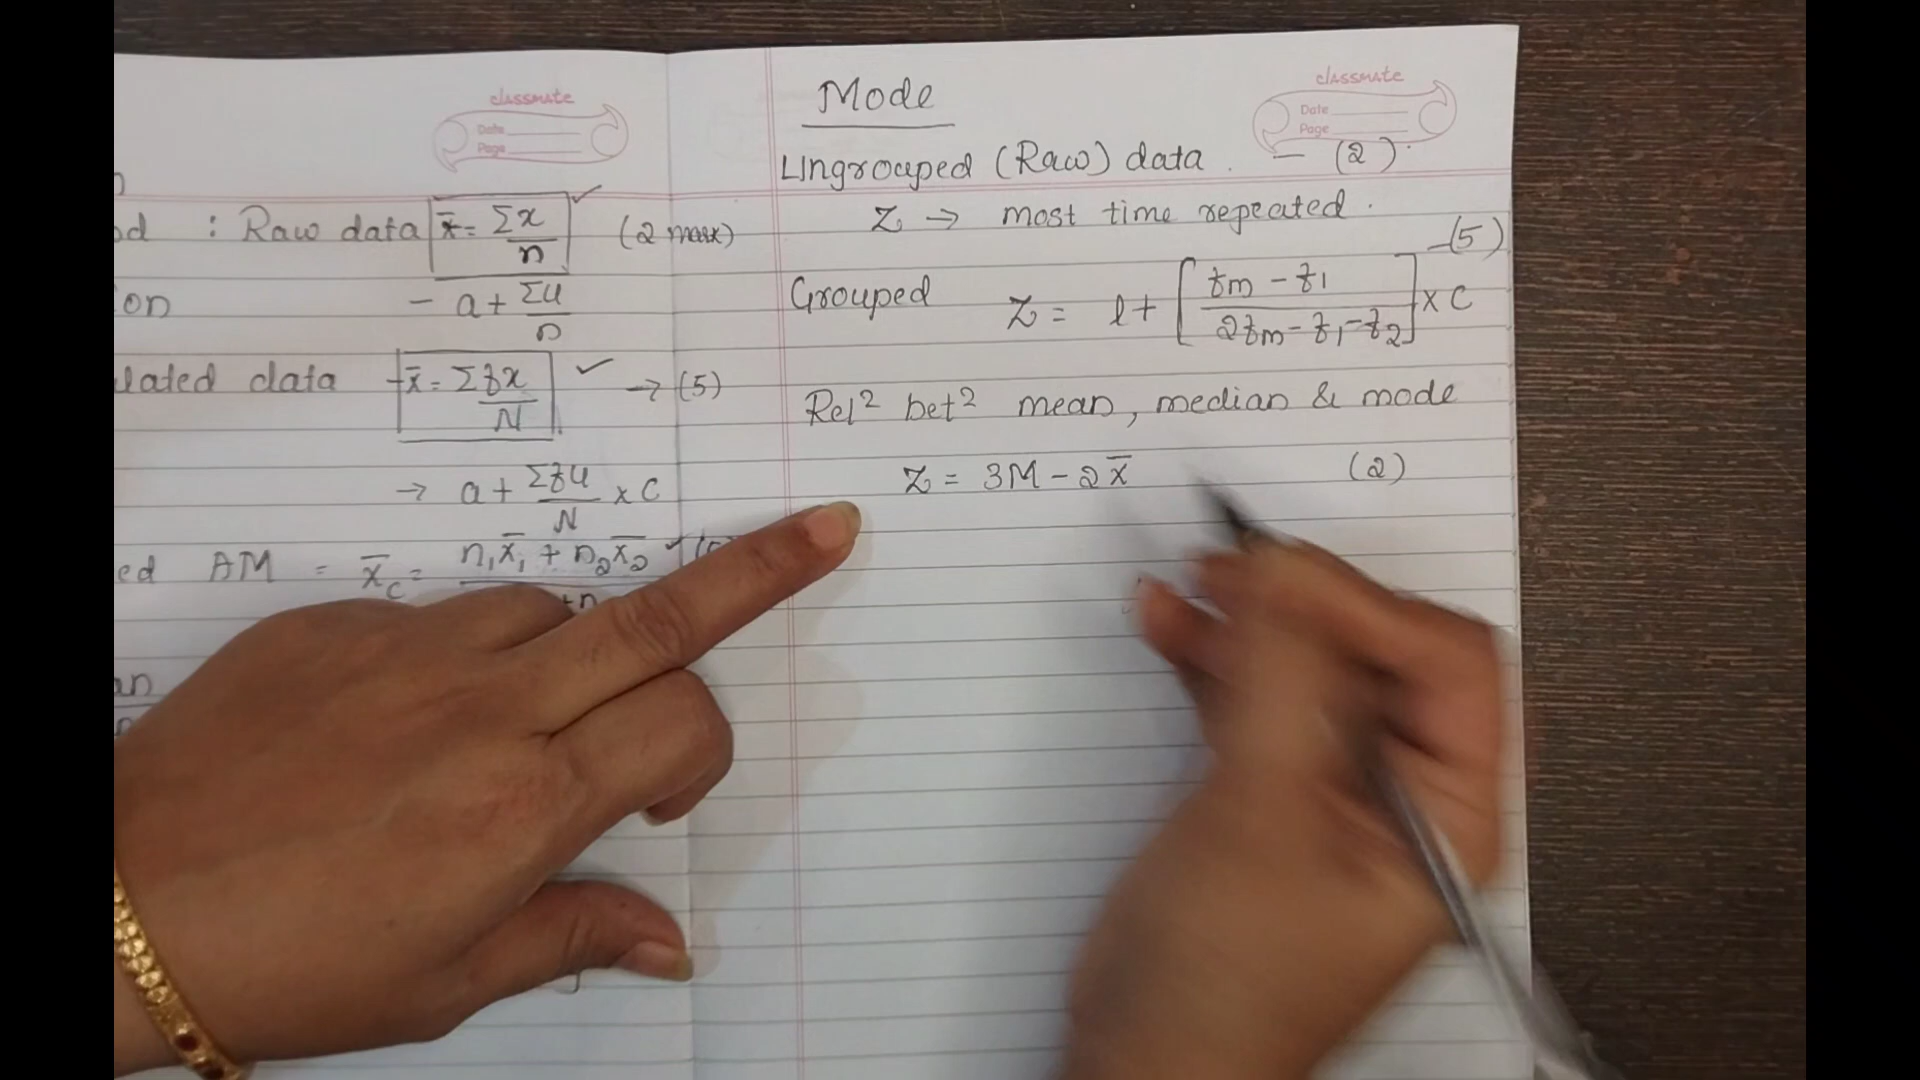 classmate
Date
Page
: Raw data x̄ = Σx/n (2 mark)
- a + Σu/n
lated data x̄ = Σfx/N → (5)
→ a + Σfu/N × C
ed AM = x̄c = n₁x̄₁ + n₂x̄₂
an
classmate
Date
Page
Mode
Ungrouped (Raw) data. — (2).
Z → most time repeated.
—(5)
Grouped Z = l + [fm - f₁ / 2fm - f₁ - f₂] × C
Rel² bet² mean, median & mode
Z = 3M - 2x̄ (2)